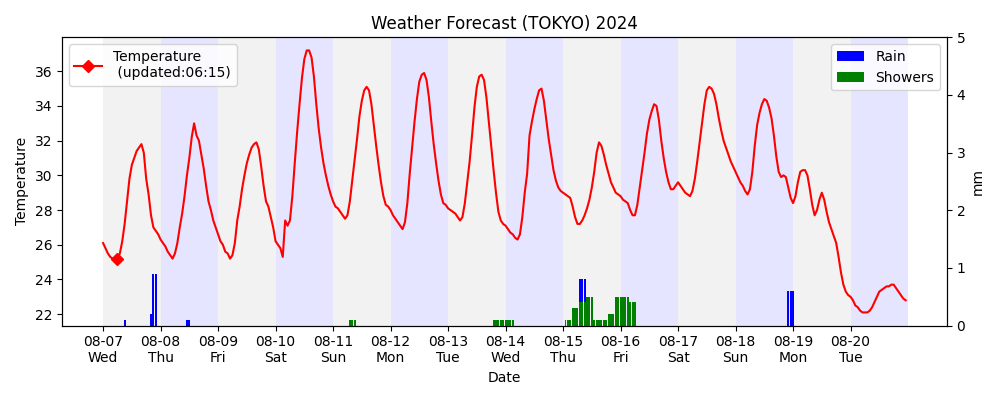 Weather Forecast (TOKYO) 2024
Temperature
(updated:06:15)
Rain
Showers
Temperature
36
34
32
30
28
26
24
22
5
4
3
2
1
0
mm
08-07 08-08 08-09 08-10 08-11 08-12 08-13 08-14 08-15 08-16 08-17 08-18 08-19 08-20
Wed Thu Fri Sat Sun Mon Tue Wed Thu Fri Sat Sun Mon Tue
Date